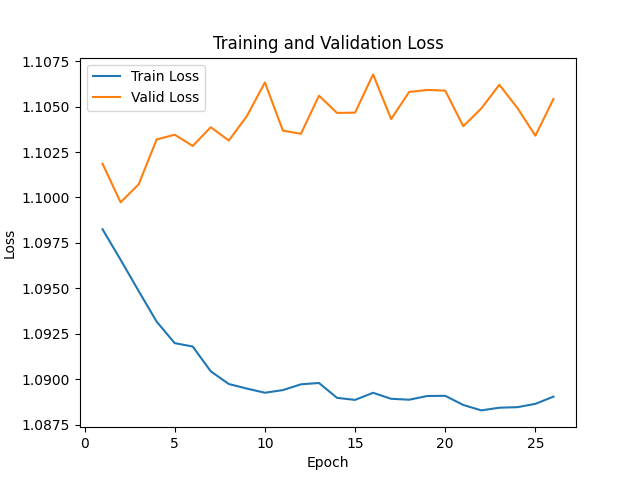 Training and Validation Loss
Train Loss
Valid Loss
1.1075
1.1050
1.1025
1.1000
1.0975
1.0950
1.0925
1.0900
1.0875
Loss
0 5 10 15 20 25
Epoch